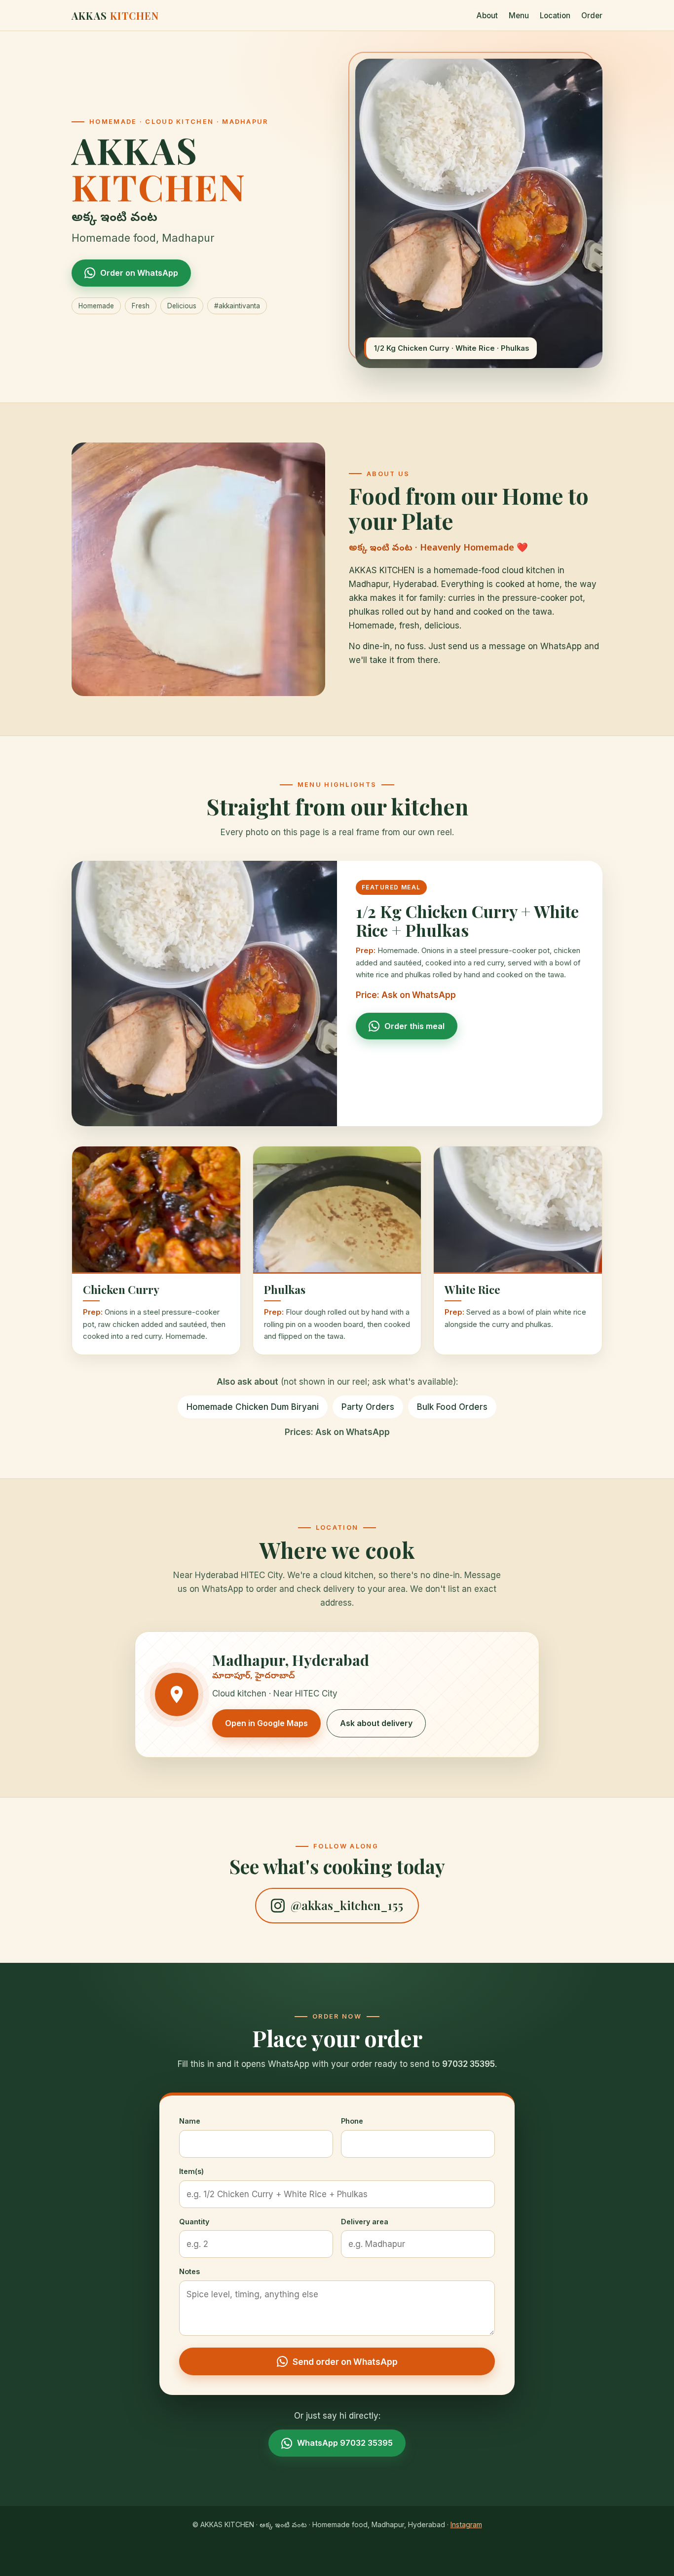 AKKAS KITCHEN
About Menu Location Order
HOMEMADE · CLOUD KITCHEN · MADHAPUR
AKKAS
KITCHEN
అక్క ఇంటి వంట
Homemade food, Madhapur
Order on WhatsApp
Homemade Fresh Delicious #akkaintivanta
1/2 Kg Chicken Curry · White Rice · Phulkas
ABOUT US
Food from our Home to
your Plate
అక్క ఇంటి వంట · Heavenly Homemade ❤️
AKKAS KITCHEN is a homemade-food cloud kitchen in
Madhapur, Hyderabad. Everything is cooked at home, the way
akka makes it for family: curries in the pressure-cooker pot,
phulkas rolled out by hand and cooked on the tawa.
Homemade, fresh, delicious.
No dine-in, no fuss. Just send us a message on WhatsApp and
we'll take it from there.
MENU HIGHLIGHTS
Straight from our kitchen
Every photo on this page is a real frame from our own reel.
FEATURED MEAL
1/2 Kg Chicken Curry + White
Rice + Phulkas
Prep: Homemade. Onions in a steel pressure-cooker pot, chicken
added and sautéed, cooked into a red curry, served with a bowl of
white rice and phulkas rolled by hand and cooked on the tawa.
Price: Ask on WhatsApp
Order this meal
Chicken Curry
Prep: Onions in a steel pressure-cooker
pot, raw chicken added and sautéed, then
cooked into a red curry. Homemade.
Phulkas
Prep: Flour dough rolled out by hand with a
rolling pin on a wooden board, then cooked
and flipped on the tawa.
White Rice
Prep: Served as a bowl of plain white rice
alongside the curry and phulkas.
Also ask about (not shown in our reel; ask what's available):
Homemade Chicken Dum Biryani Party Orders Bulk Food Orders
Prices: Ask on WhatsApp
LOCATION
Where we cook
Near Hyderabad HITEC City. We're a cloud kitchen, so there's no dine-in. Message
us on WhatsApp to order and check delivery to your area. We don't list an exact
address.
Madhapur, Hyderabad
మాదాపూర్, హైదరాబాద్
Cloud kitchen · Near HITEC City
Open in Google Maps Ask about delivery
FOLLOW ALONG
See what's cooking today
@akkas_kitchen_155
ORDER NOW
Place your order
Fill this in and it opens WhatsApp with your order ready to send to 97032 35395.
Name Phone
Item(s)
e.g. 1/2 Chicken Curry + White Rice + Phulkas
Quantity Delivery area
e.g. 2 e.g. Madhapur
Notes
Spice level, timing, anything else
Send order on WhatsApp
Or just say hi directly:
WhatsApp 97032 35395
© AKKAS KITCHEN · అక్క ఇంటి వంట · Homemade food, Madhapur, Hyderabad · Instagram